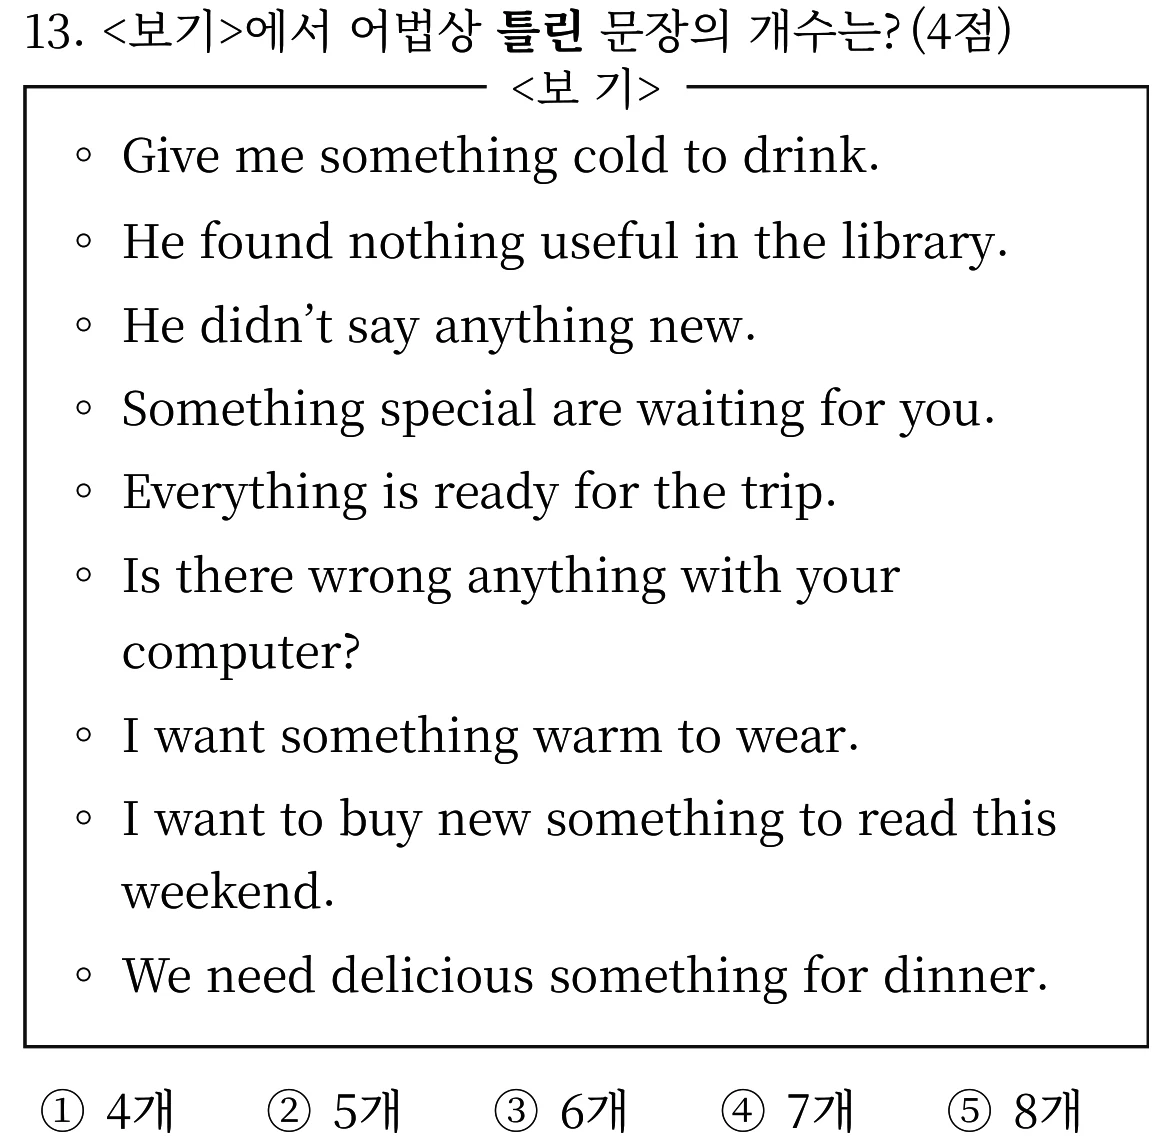 13. <보기>에서 어법상 틀린 문장의 개수는? (4점)
<보 기>
◦ Give me something cold to drink.
◦ He found nothing useful in the library.
◦ He didn’t say anything new.
◦ Something special are waiting for you.
◦ Everything is ready for the trip.
◦ Is there wrong anything with your
computer?
◦ I want something warm to wear.
◦ I want to buy new something to read this
weekend.
◦ We need delicious something for dinner.
① 4개 ② 5개 ③ 6개 ④ 7개 ⑤ 8개